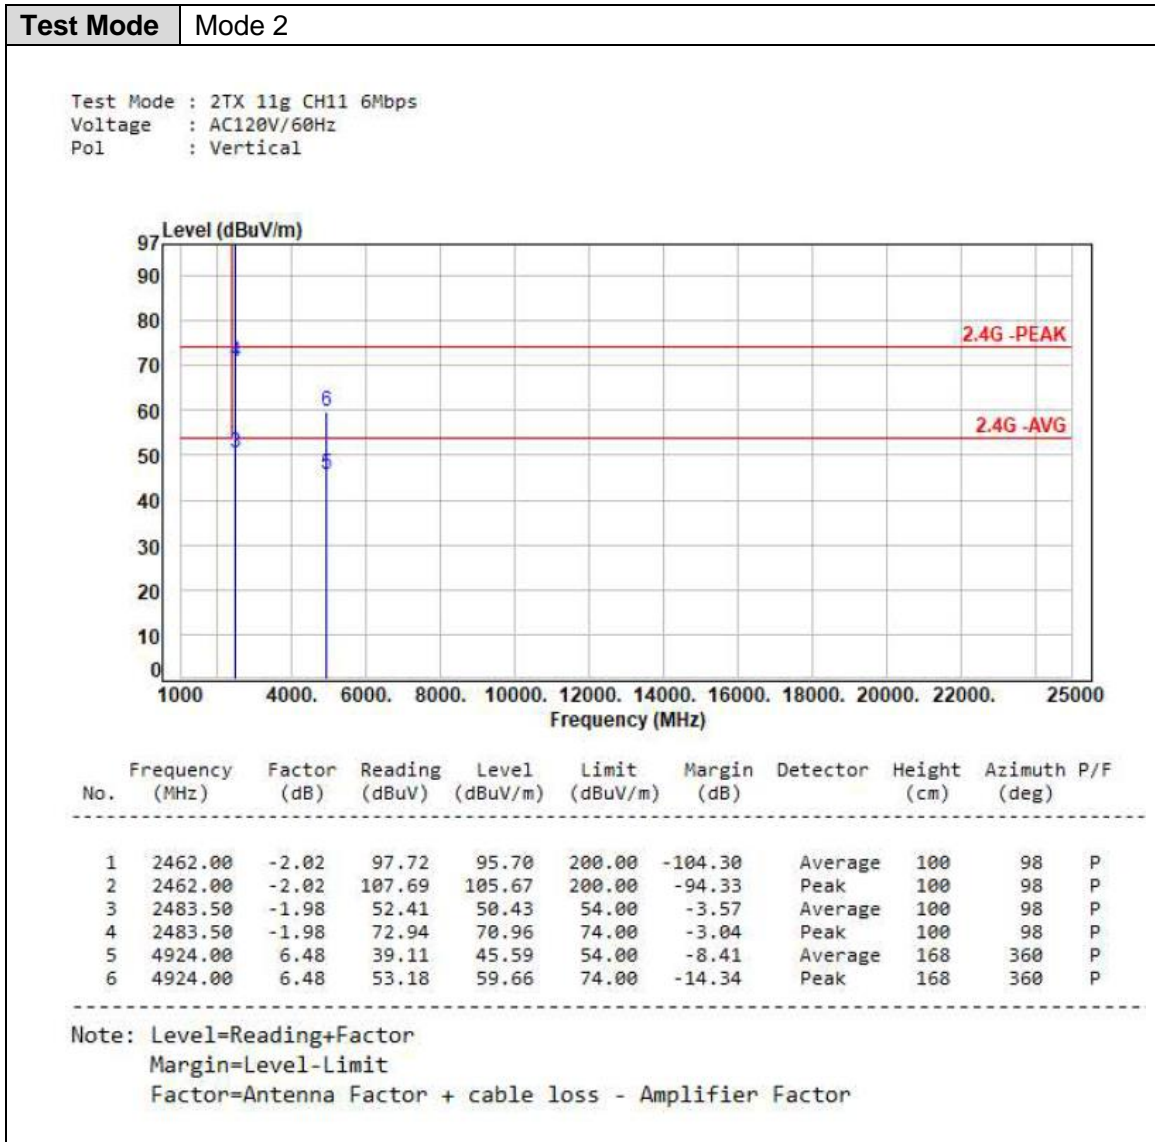 Test Mode Mode 2
Test Mode : 2TX 11g CH11 6Mbps
Voltage : AC120V/60Hz
Pol : Vertical
Level (dBuV/m)
97
90
80
2.4G -PEAK
4
70
6
60
2.4G -AVG
3
50
5
40
30
20
10
0
1000 4000. 6000. 8000. 10000. 12000. 14000. 16000. 18000. 20000. 22000. 25000
Frequency (MHz)
Frequency Factor Reading Level Limit Margin Detector Height Azimuth P/F
No. (MHz) (dB) (dBuV) (dBuV/m) (dBuV/m) (dB) (cm) (deg)
1 2462.00 -2.02 97.72 95.70 200.00 -104.30 Average 100 98 P
2 2462.00 -2.02 107.69 105.67 200.00 -94.33 Peak 100 98 P
3 2483.50 -1.98 52.41 50.43 54.00 -3.57 Average 100 98 P
4 2483.50 -1.98 72.94 70.96 74.00 -3.04 Peak 100 98 P
5 4924.00 6.48 39.11 45.59 54.00 -8.41 Average 168 360 P
6 4924.00 6.48 53.18 59.66 74.00 -14.34 Peak 168 360 P
Note: Level=Reading+Factor
Margin=Level-Limit
Factor=Antenna Factor + cable loss - Amplifier Factor